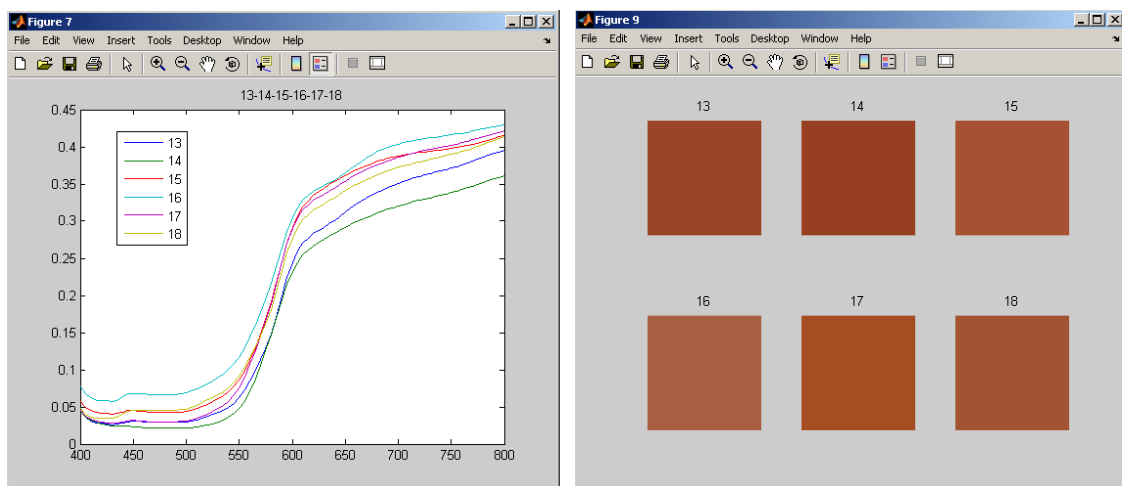 Figure 7
File Edit View Insert Tools Desktop Window Help
13-14-15-16-17-18
0.45
0.4
0.35
0.3
0.25
0.2
0.15
0.1
0.05
0
400 450 500 550 600 650 700 750 800
13
14
15
16
17
18
Figure 9
File Edit View Insert Tools Desktop Window Help
13 14 15
16 17 18